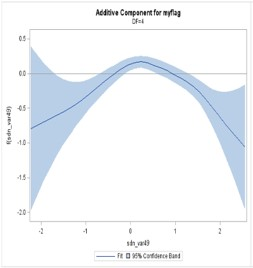 Additive Component for myflag
DF=4
f(sdn_var49)
0.5
0.0
-0.5
-1.0
-1.5
-2.0
-2
-1
0
1
2
sdn_var49
Fit 95% Confidence Band